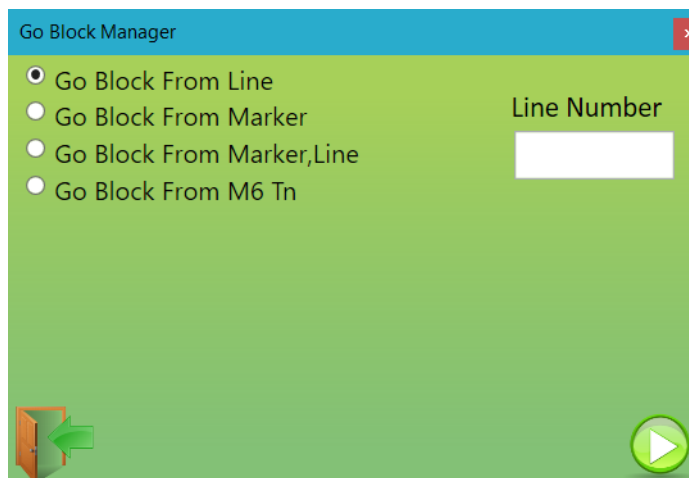 Go Block Manager
Go Block From Line
Go Block From Marker
Line Number
Go Block From Marker,Line
Go Block From M6 Tn